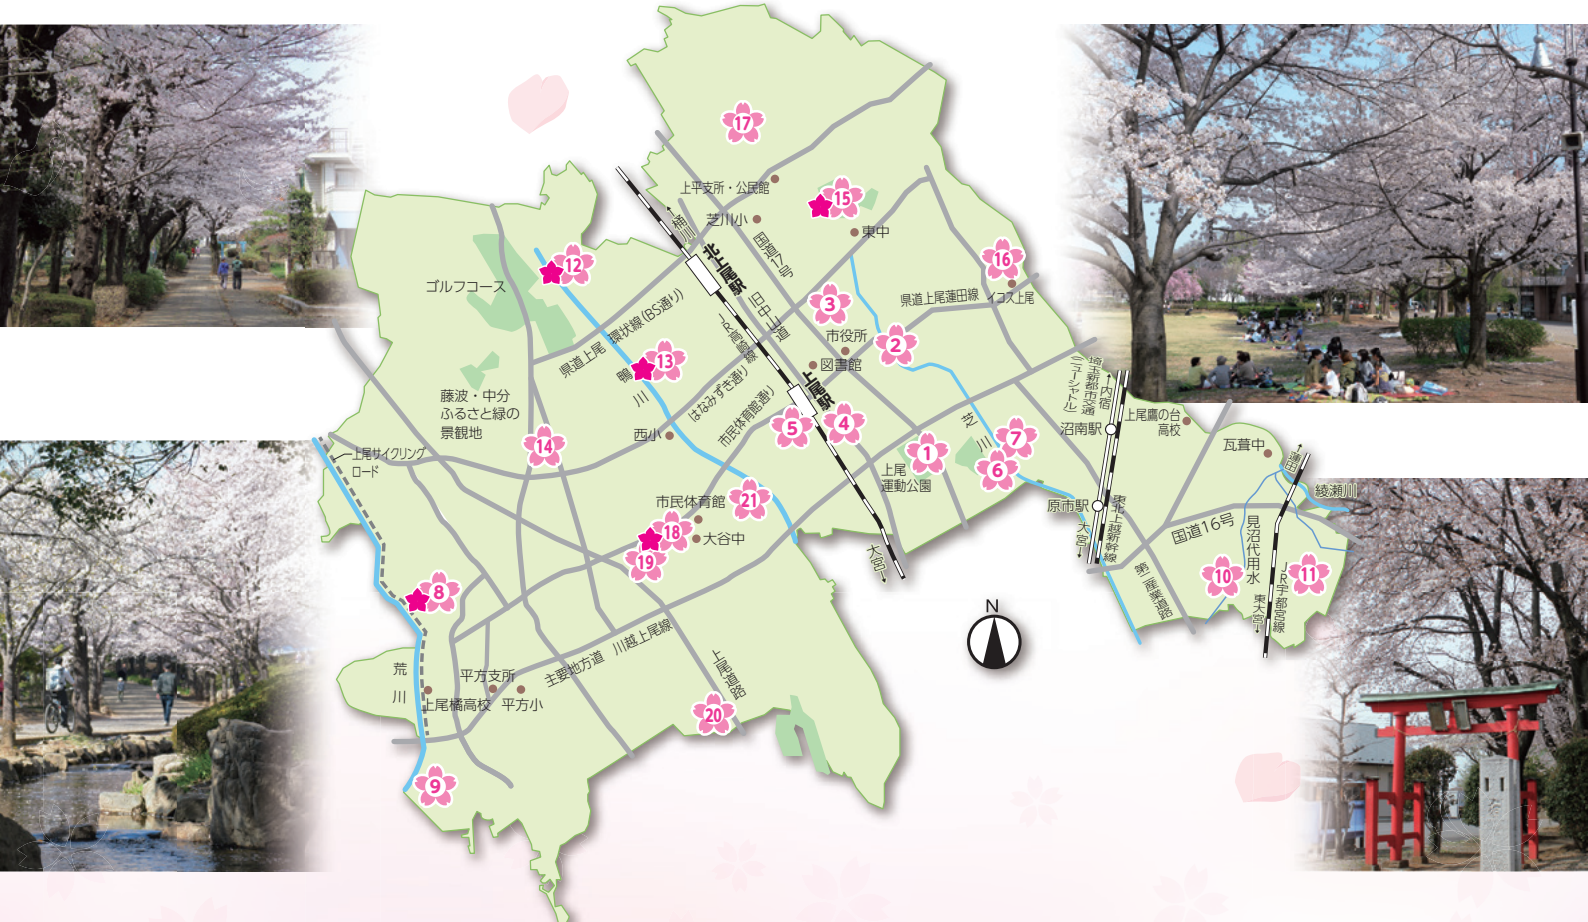 17
上平支所・公民館
15
芝川小
東中
国道17号
←桶川
北上尾駅
12
16
ゴルフコース
県道上尾蓮田線
イコス上尾
県道上尾 環状線(BS通り)
旧中山道
JR高崎線
3
市役所
2
図書館
13
鴨川
はなみずき通り
上尾駅
埼玉新都市交通
(ニューシャトル)
←内宿
藤波・中分
ふるさと緑の
景観地
市民体育館通り
5
4
芝川
7
沼南駅
上尾鷹の台
高校
瓦葺中
14
西小
1
6
上尾
運動公園
上尾サイクリング
ロード
蓮田→
綾瀬川
市民体育館
21
原市駅
東北上越新幹線
大宮→
国道16号
見沼代用水
18
大谷中
大宮→
19
第二産業道路
10
11
JR宇都宮線
東大宮→
8
N
主要地方道 川越上尾線
荒川
平方支所
上尾橘高校
平方小
上尾道路
20
9